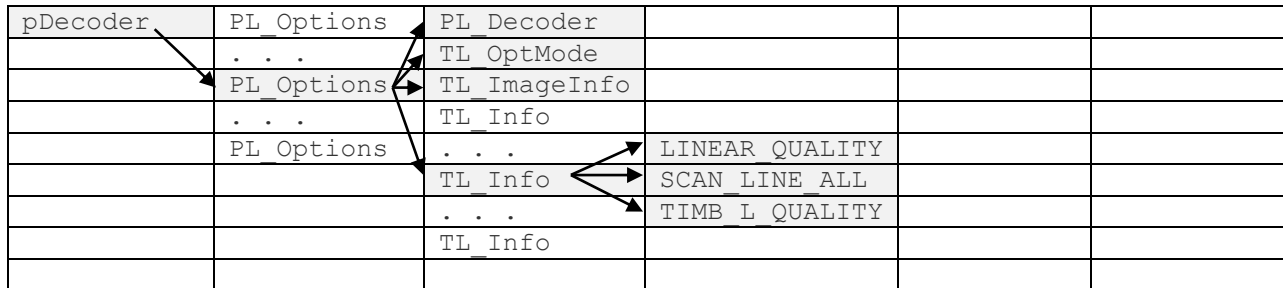 pDecoder PL_Options PL_Decoder
. . . TL_OptMode
PL_Options TL_ImageInfo
. . . TL_Info
PL_Options . . . LINEAR_QUALITY
TL_Info SCAN_LINE_ALL
. . . TIMB_L_QUALITY
TL_Info